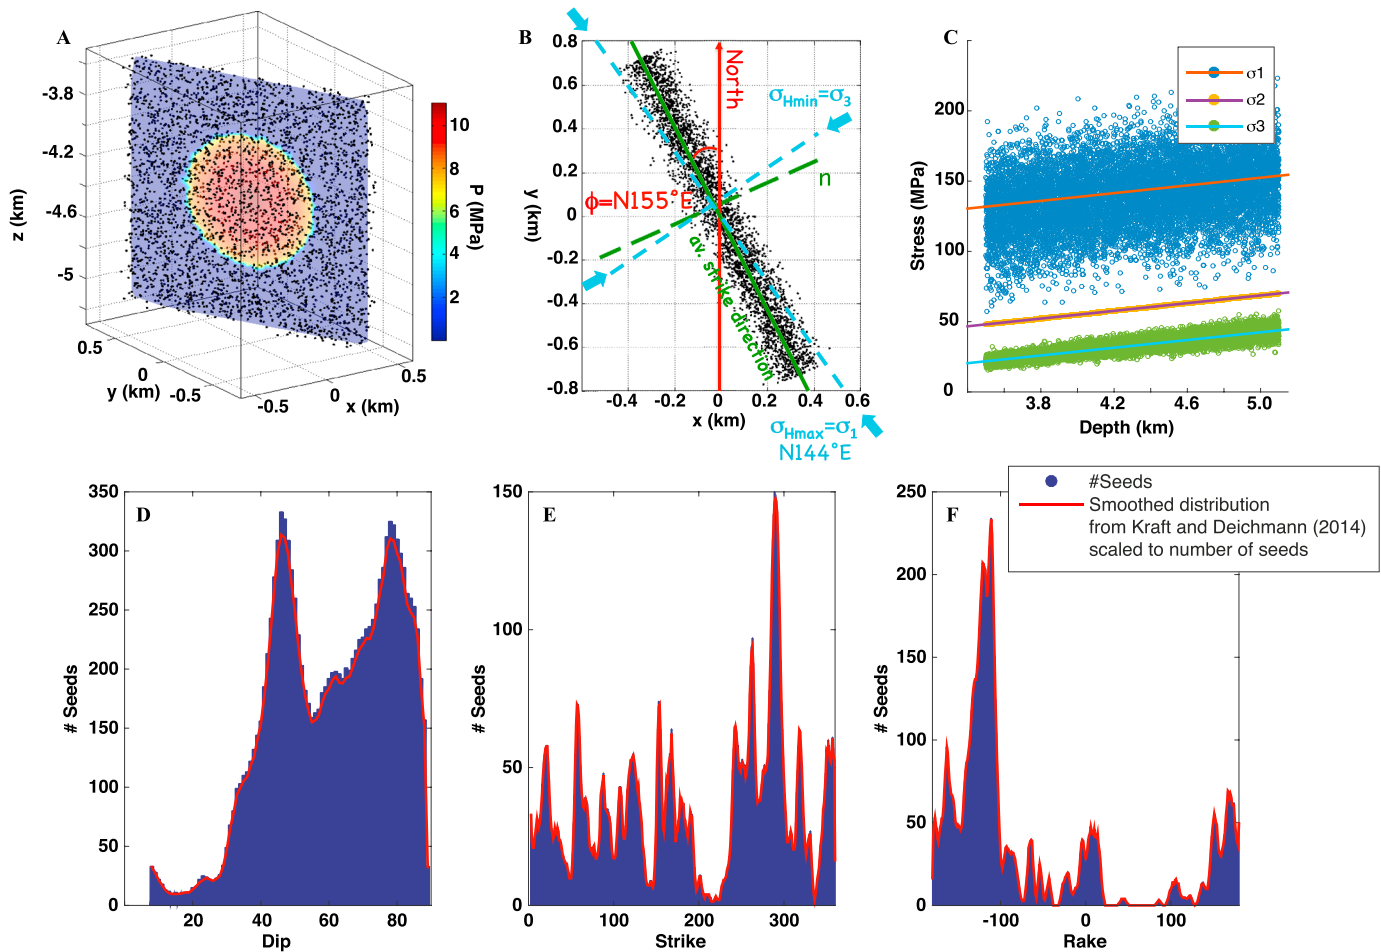 A
-3.8
-4.2
-4.6
-5
z (km)
0.5
0
-0.5
y (km)
-0.5
0
0.5
x (km)
10
8
6
4
2
P (MPa)
B
0.8
0.6
0.4
0.2
0
-0.2
-0.4
-0.6
-0.8
y (km)
-0.4
-0.2
0
0.2
0.4
0.6
x (km)
North
σHmin=σ3
n
ϕ=N155°E
av. strike direction
σHmax=σ1
N144°E
C
σ1
σ2
σ3
200
150
100
50
0
Stress (MPa)
3.8
4.2
4.6
5.0
Depth (km)
D
350
300
250
200
150
100
50
0
# Seeds
20
40
60
80
Dip
E
150
100
50
0
# Seeds
0
100
200
300
Strike
F
250
200
150
100
50
0
# Seeds
-100
0
100
Rake
#Seeds
Smoothed distribution
from Kraft and Deichmann (2014)
scaled to number of seeds